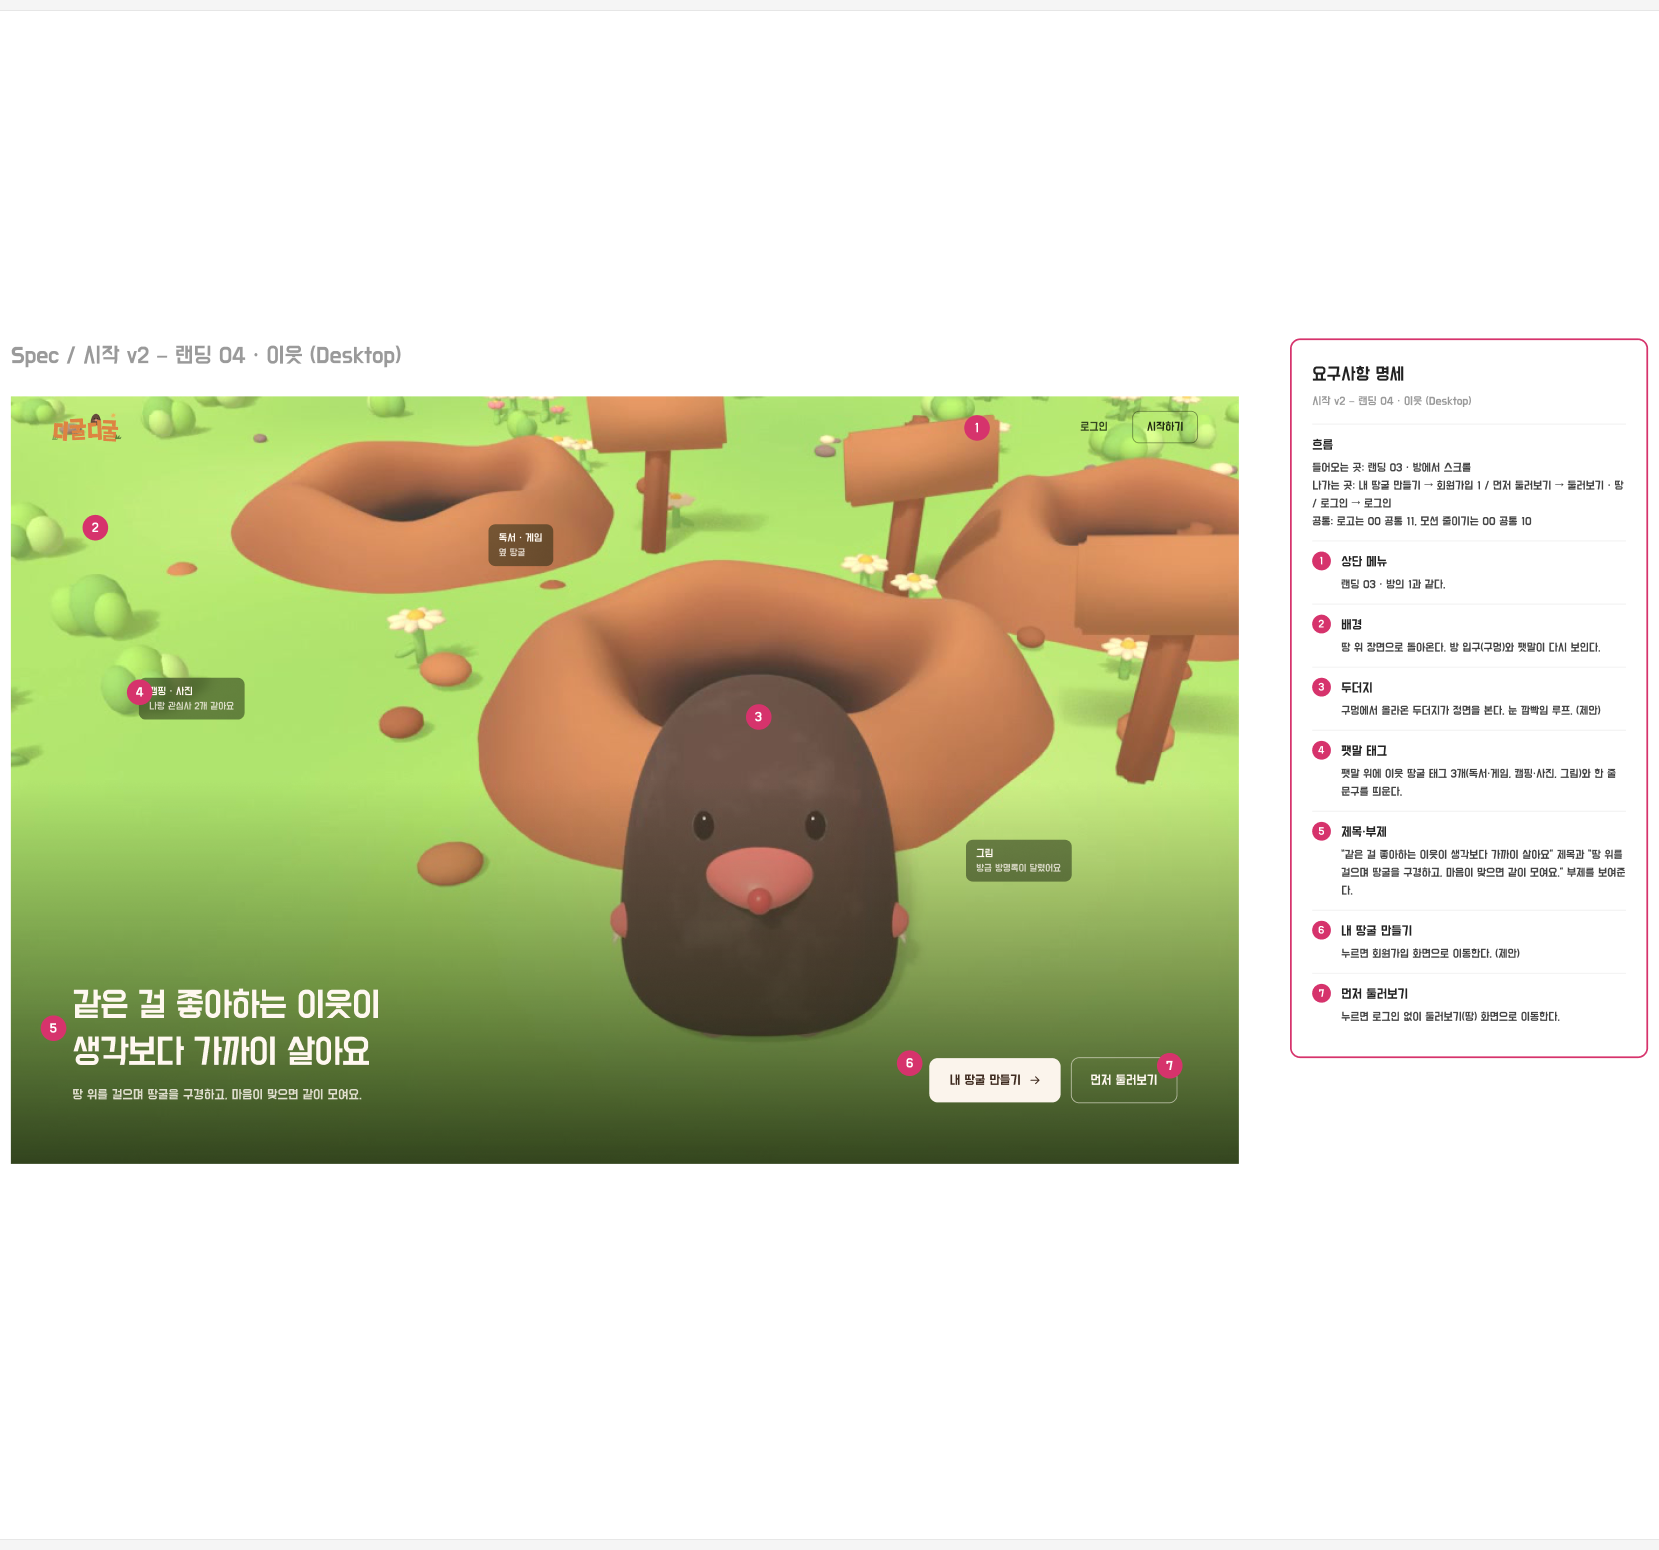 Spec / 시작 v2 – 랜딩 04 · 이웃 (Desktop)
디굴디굴
1
로그인
시작하기
2
독서 · 게임
옆 땅굴
4
캠핑 · 사진
나랑 관심사 2개 같아요
3
그림
방금 방명록이 달렸어요
5
같은 걸 좋아하는 이웃이
생각보다 가까이 살아요
땅 위를 걸으며 땅굴을 구경하고, 마음이 맞으면 같이 모여요.
6
내 땅굴 만들기 →
7
먼저 둘러보기
요구사항 명세
시작 v2 – 랜딩 04 · 이웃 (Desktop)
흐름
들어오는 곳: 랜딩 03 · 방에서 스크롤
나가는 곳: 내 땅굴 만들기 → 회원가입 1 / 먼저 둘러보기 → 둘러보기 · 땅
/ 로그인 → 로그인
공통: 로고는 00 공통 11, 모션 줄이기는 00 공통 10
1 상단 메뉴
랜딩 03 · 방의 1과 같다.
2 배경
땅 위 장면으로 돌아온다. 방 입구(구멍)와 팻말이 다시 보인다.
3 두더지
구멍에서 올라온 두더지가 정면을 본다. 눈 깜빡임 루프. (제안)
4 팻말 태그
팻말 위에 이웃 땅굴 태그 3개(독서·게임, 캠핑·사진, 그림)와 한 줄
문구를 띄운다.
5 제목·부제
"같은 걸 좋아하는 이웃이 생각보다 가까이 살아요" 제목과 "땅 위를
걸으며 땅굴을 구경하고, 마음이 맞으면 같이 모여요." 부제를 보여준
다.
6 내 땅굴 만들기
누르면 회원가입 화면으로 이동한다. (제안)
7 먼저 둘러보기
누르면 로그인 없이 둘러보기(땅) 화면으로 이동한다.